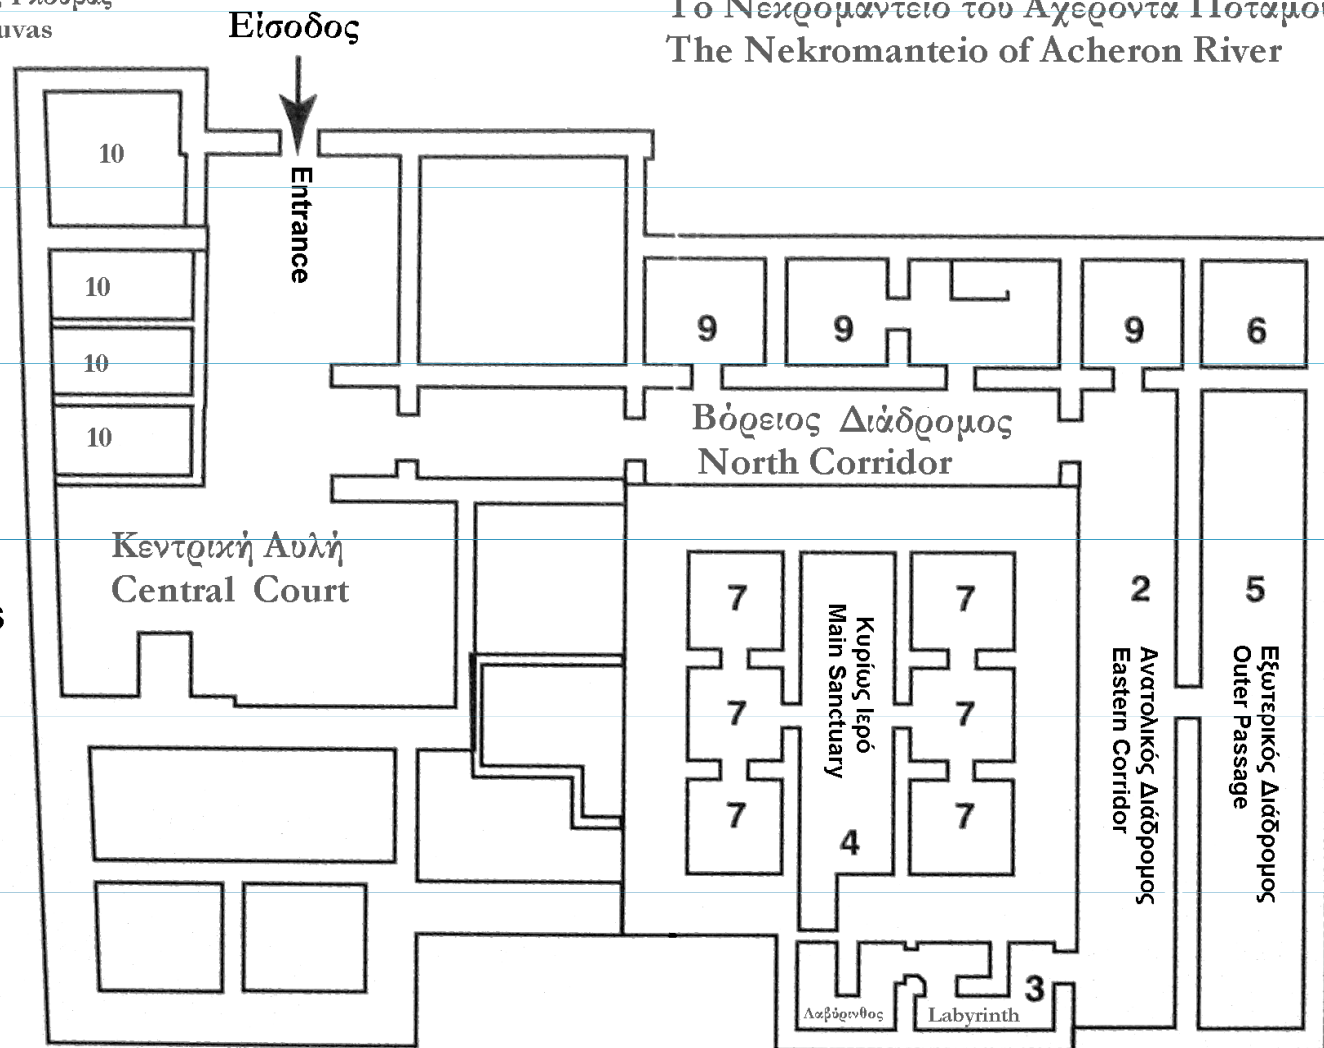 uvas
Είσοδος
Το Νεκρομαντείο του Αχέροντα Ποταμού
The Nekromanteio of Acheron River
Entrance
10
10
10
10
9
9
9
6
Βόρειος Διάδρομος
North Corridor
Κεντρική Αυλή
Central Court
7
7
7
7
7
7
Κυρίως Ιερό
Main Sanctuary
4
2
Ανατολικός Διάδρομος
Eastern Corridor
5
Εξωτερικός Διάδρομος
Outer Passage
3
Λαβύρινθος
Labyrinth